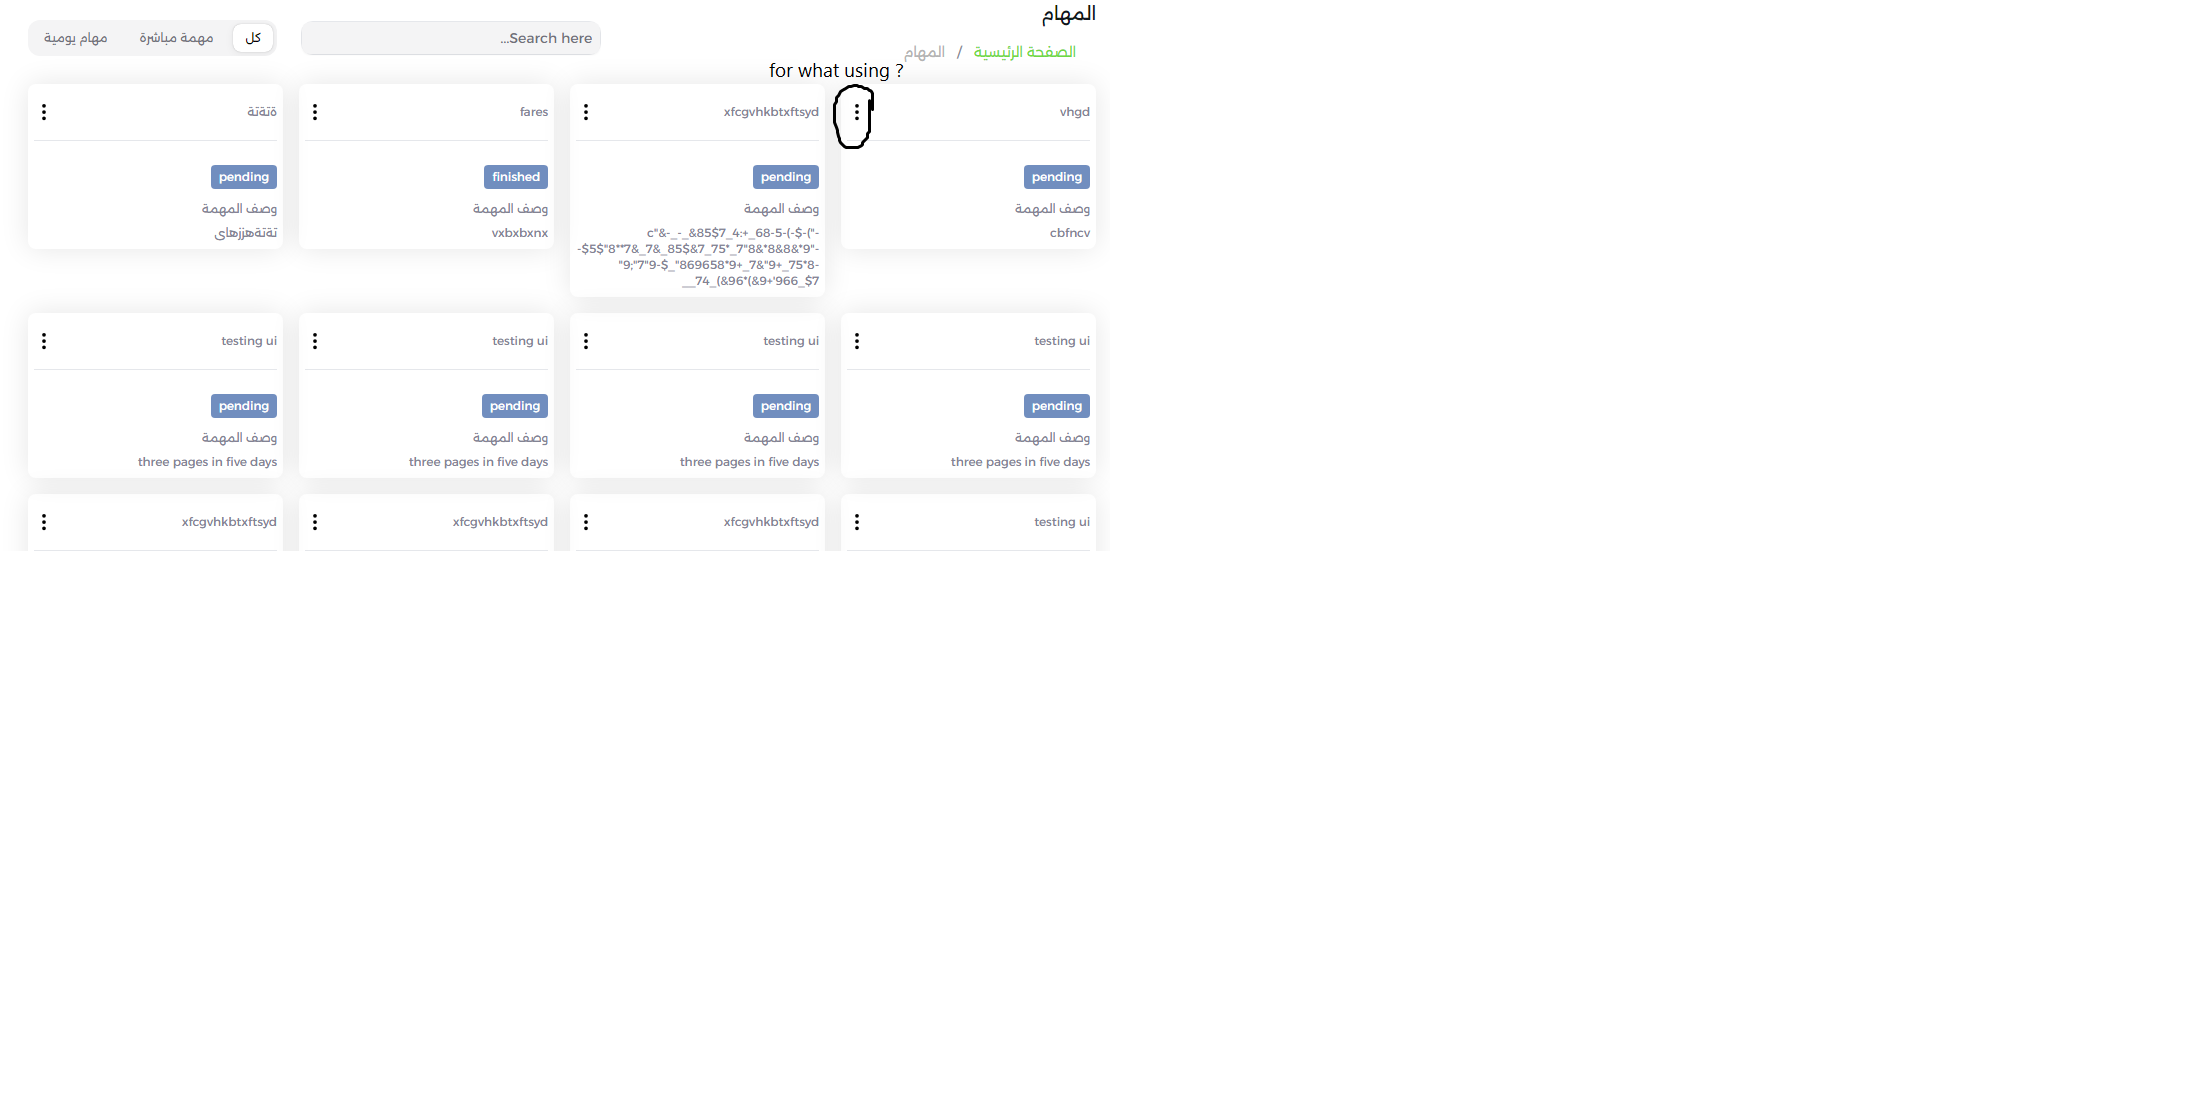 المهام
الصفحة الرئيسية / المهام
Search here...
كل
مهمة مباشرة
مهام يومية
for what using ?
vhgd
pending
وصف المهمة
cbfncv
xfcgvhkbtxftsyd
pending
وصف المهمة
c"&-_-_&85$7_4:+_68-5-(-$-("-
-$5$"8**7&_7&_85$&7_75*_7"8&*8&8&*9"-
"9;"7"9-$_"869658*9+_7&"9+_75*8-
__74_(&96*(&9+'966_$7
fares
finished
وصف المهمة
vxbxbxnx
ةتةتة
pending
وصف المهمة
تةتةهززهاى
testing ui
pending
وصف المهمة
three pages in five days
testing ui
pending
وصف المهمة
three pages in five days
testing ui
pending
وصف المهمة
three pages in five days
testing ui
pending
وصف المهمة
three pages in five days
testing ui
xfcgvhkbtxftsyd
xfcgvhkbtxftsyd
xfcgvhkbtxftsyd